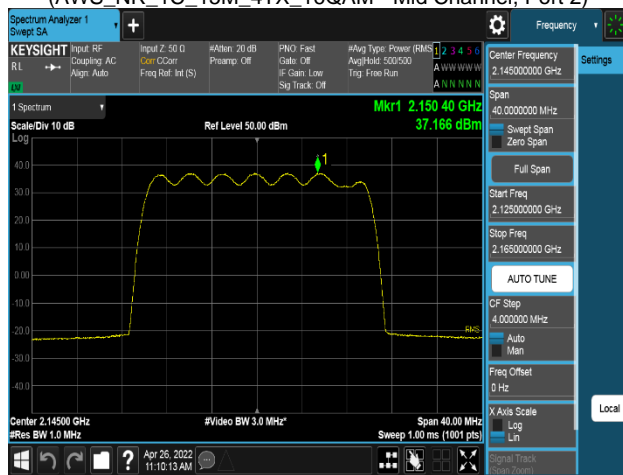 (AWS_NR_1C_15M_4TX_16QAM - Mid Channel, Port 2)
Spectrum Analyzer 1
Swept SA
+
Frequency
KEYSIGHT
RL
Input: RF
Coupling: AC
Align: Auto
Input Z: 50 Ω
Corr CCorr
Freq Ref: Int (S)
#Atten: 20 dB
Preamp: Off
PNO: Fast
Gate: Off
IF Gain: Low
Sig Track: Off
#Avg Type: Power (RMS
Avg|Hold: 500/500
Trig: Free Run
1 2 3 4 5 6
A W W W W W
A N N N N N
LXI
1 Spectrum
Scale/Div 10 dB
Log
Ref Level 50.00 dBm
Mkr1 2.150 40 GHz
37.166 dBm
1
40.0
30.0
20.0
10.0
0.00
-10.0
-20.0
-30.0
-40.0
RMS
Center 2.14500 GHz
#Res BW 1.0 MHz
#Video BW 3.0 MHz*
Span 40.00 MHz
Sweep 1.00 ms (1001 pts)
?
Apr 26, 2022
11:10:13 AM
Center Frequency
2.145000000 GHz
Span
40.0000000 MHz
Swept Span
Zero Span
Full Span
Start Freq
2.125000000 GHz
Stop Freq
2.165000000 GHz
AUTO TUNE
CF Step
4.000000 MHz
Auto
Man
Freq Offset
0 Hz
X Axis Scale
Log
Lin
Signal Track
(Span Zoom)
Settings
Local